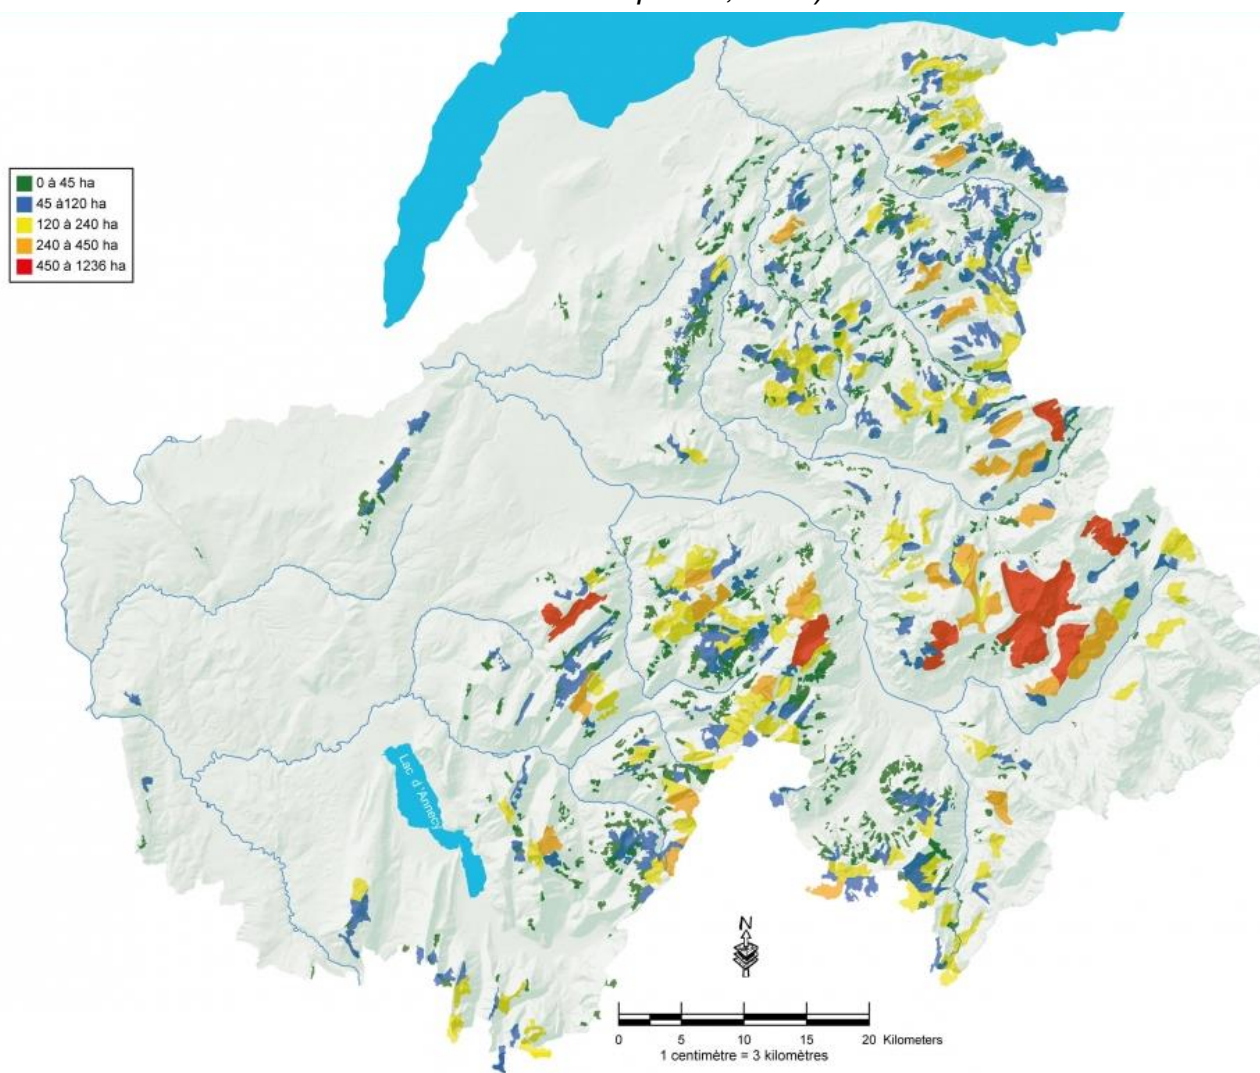 0 à 45 ha
45 à120 ha
120 à 240 ha
240 à 450 ha
450 à 1236 ha
Lac d'Annecy
N
0 5 10 15 20 Kilometers
1 centimètre = 3 kilomètres